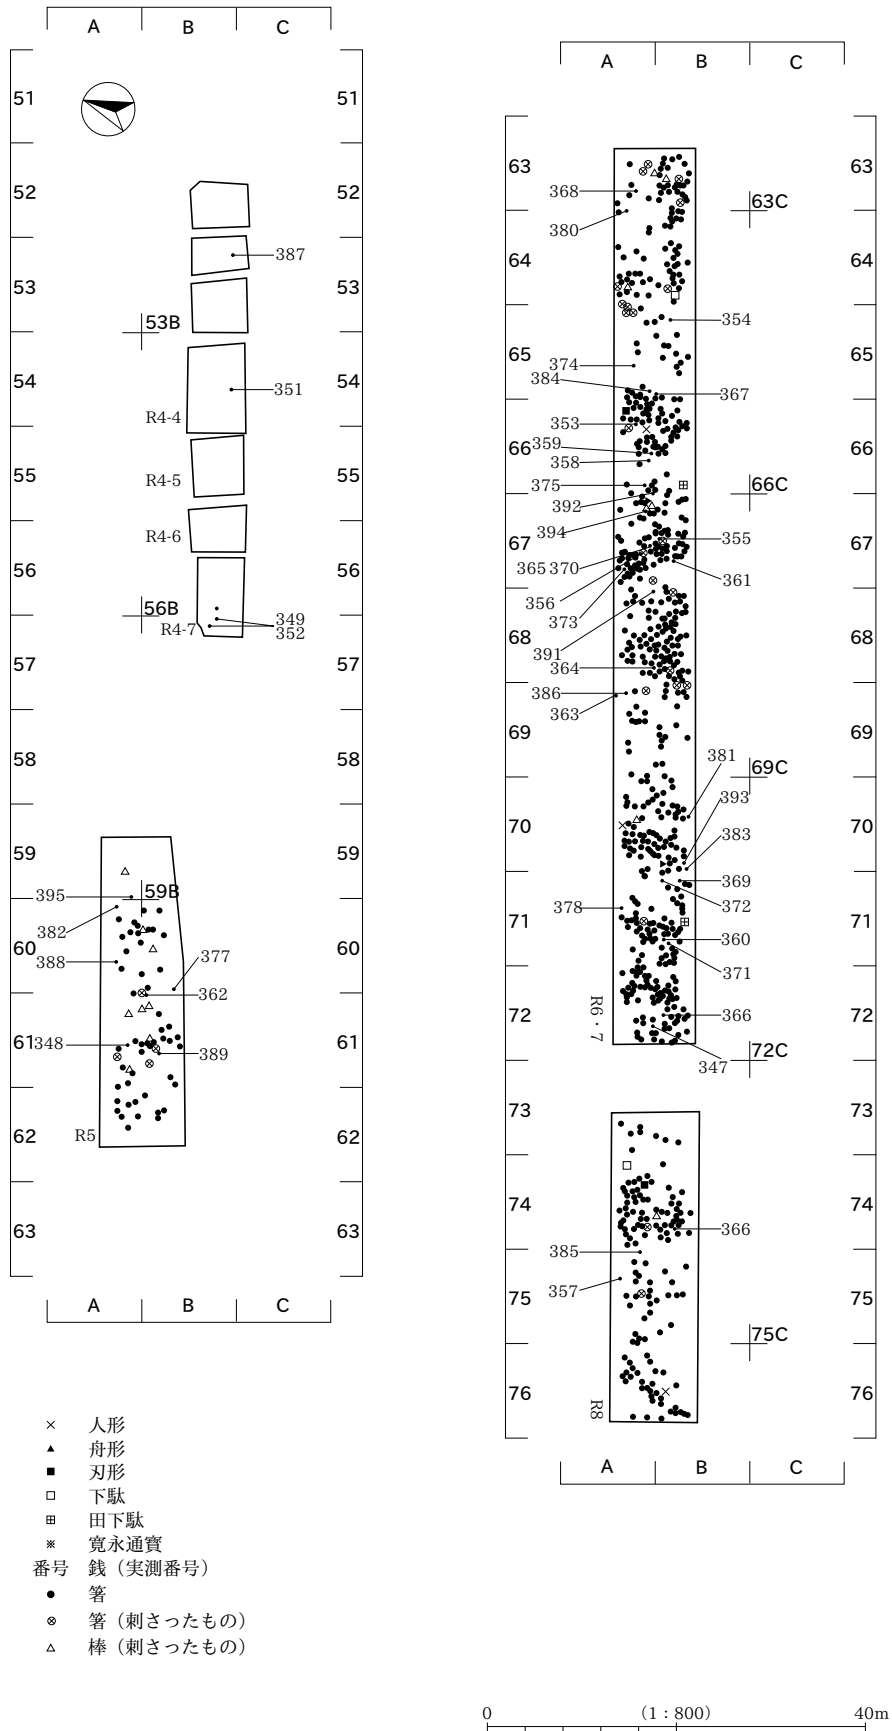 A B C
51 51
52 52
387
53 53
53B
54 54
351
R4-4
55 55
R4-5
R4-6
56 56
56B
349
R4-7
352
57 57
58 58
59 59
395
59B
382
60 60
377
388
362
61 61
348
389
62 62
R5
63 63
A B C
A B C
63 63
368
63C
380
64 64
354
65 65
374
384
367
353
66 66
359
358
375
66C
392
394
67 67
355
365 370
361
356
373
68 68
391
364
386
363
69 69
381
69C
393
70 70
383
369
378
372
71 71
360
371
R6・7
72 72
366
72C
347
73 73
74 74
366
385
357
75 75
75C
76 76
R8
A B C
人形
舟形
刃形
下駄
田下駄
寛永通寶
番号 銭（実測番号）
箸
箸（刺さったもの）
棒（刺さったもの）
0 （1：800） 40m